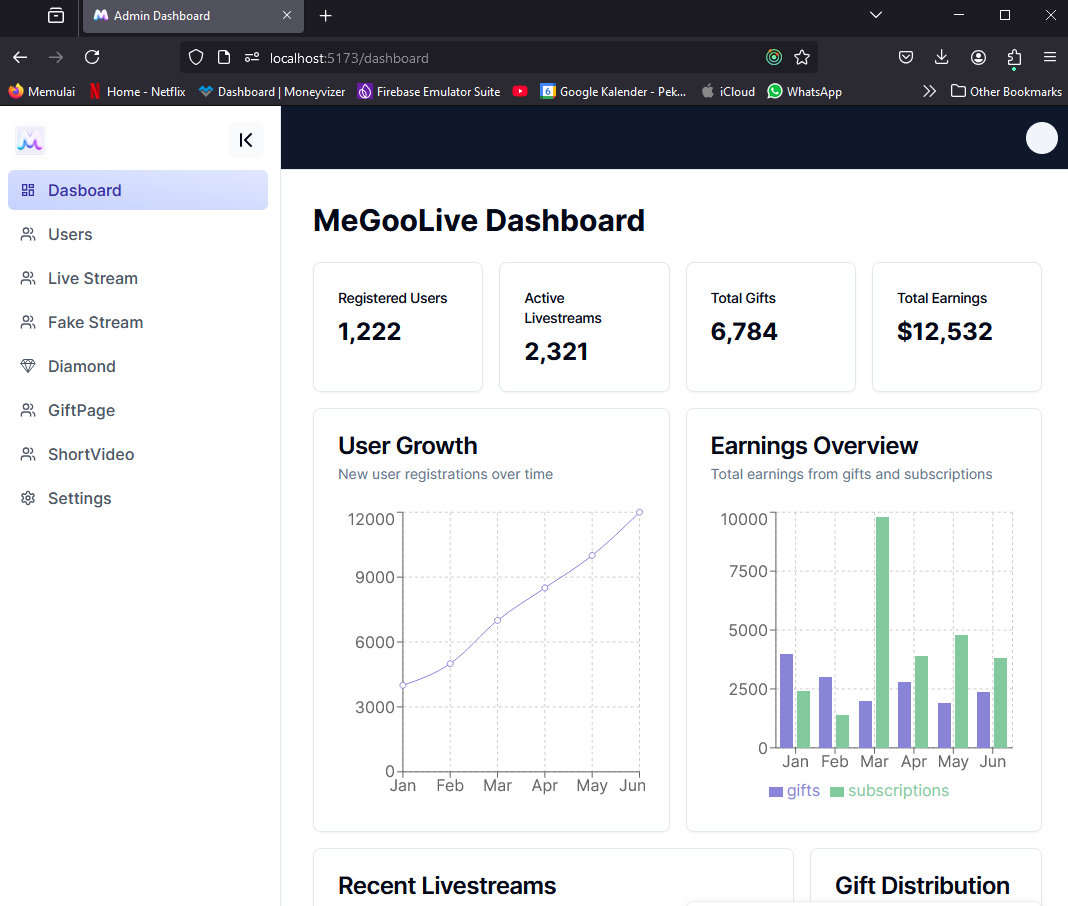 Admin Dashboard
localhost:5173/dashboard
Memulai
Home - Netflix
Dashboard | Moneyvizer
Firebase Emulator Suite
6
Google Kalender - Pek...
iCloud
WhatsApp
Other Bookmarks
Dasboard
Users
Live Stream
Fake Stream
Diamond
GiftPage
ShortVideo
Settings
MeGooLive Dashboard
Registered Users
1,222
Active
Livestreams
2,321
Total Gifts
6,784
Total Earnings
$12,532
User Growth
New user registrations over time
12000
9000
6000
3000
0
Jan Feb Mar Apr May Jun
Earnings Overview
Total earnings from gifts and subscriptions
10000
7500
5000
2500
0
Jan Feb Mar Apr May Jun
gifts subscriptions
Recent Livestreams
Gift Distribution